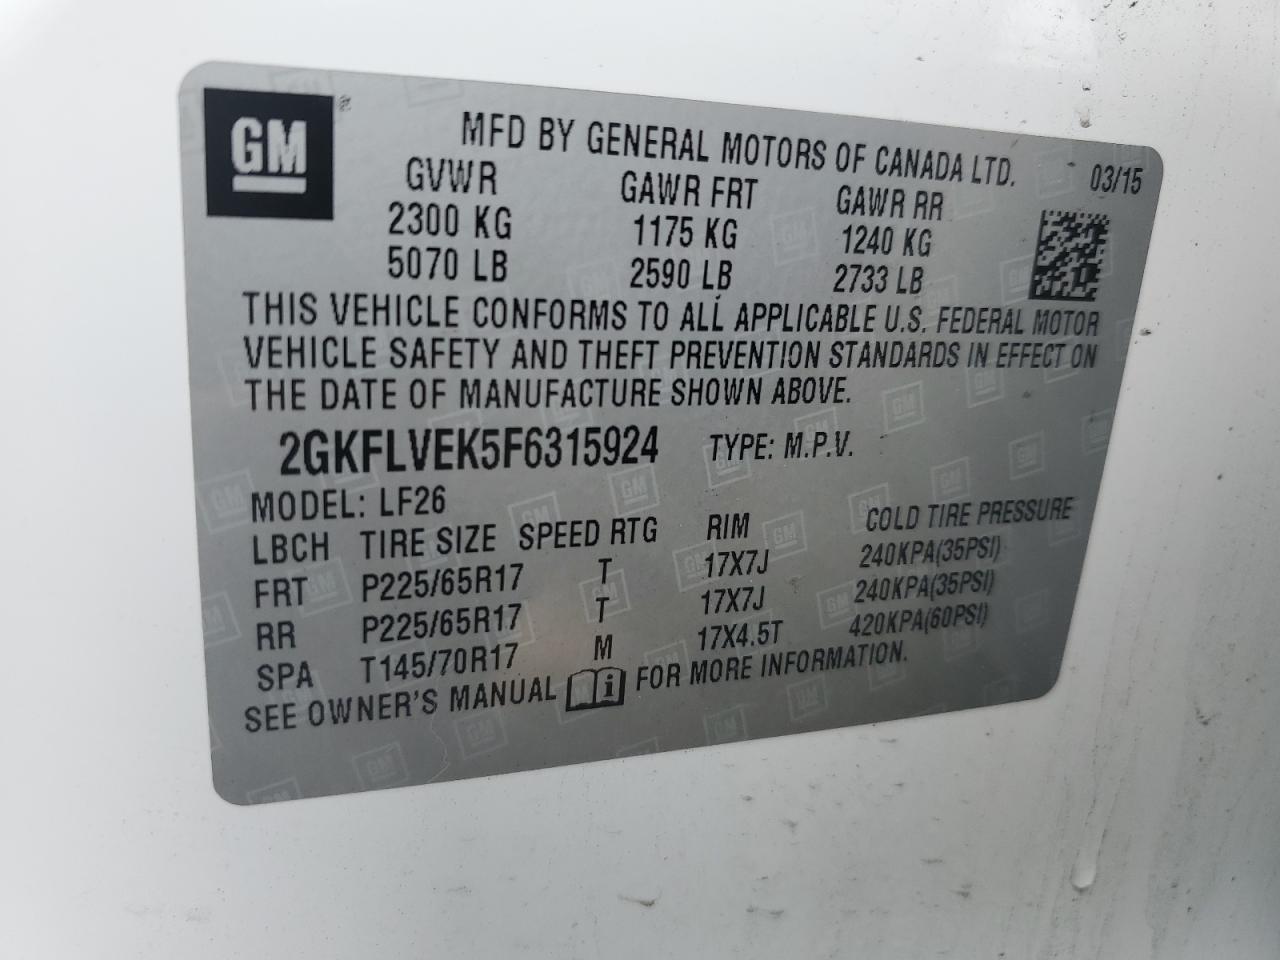 GM ®
MFD BY GENERAL MOTORS OF CANADA LTD. 03/15
GVWR GAWR FRT GAWR RR
2300 KG 1175 KG 1240 KG
5070 LB 2590 LB 2733 LB
THIS VEHICLE CONFORMS TO ALL APPLICABLE U.S. FEDERAL MOTOR
VEHICLE SAFETY AND THEFT PREVENTION STANDARDS IN EFFECT ON
THE DATE OF MANUFACTURE SHOWN ABOVE.
2GKFLVEK5F6315924 TYPE: M.P.V.
MODEL: LF26
LBCH TIRE SIZE SPEED RTG RIM COLD TIRE PRESSURE
FRT P225/65R17 T 17X7J 240KPA(35PSI)
RR P225/65R17 T 17X7J 240KPA(35PSI)
SPA T145/70R17 M 17X4.5T 420KPA(60PSI)
SEE OWNER'S MANUAL i FOR MORE INFORMATION.